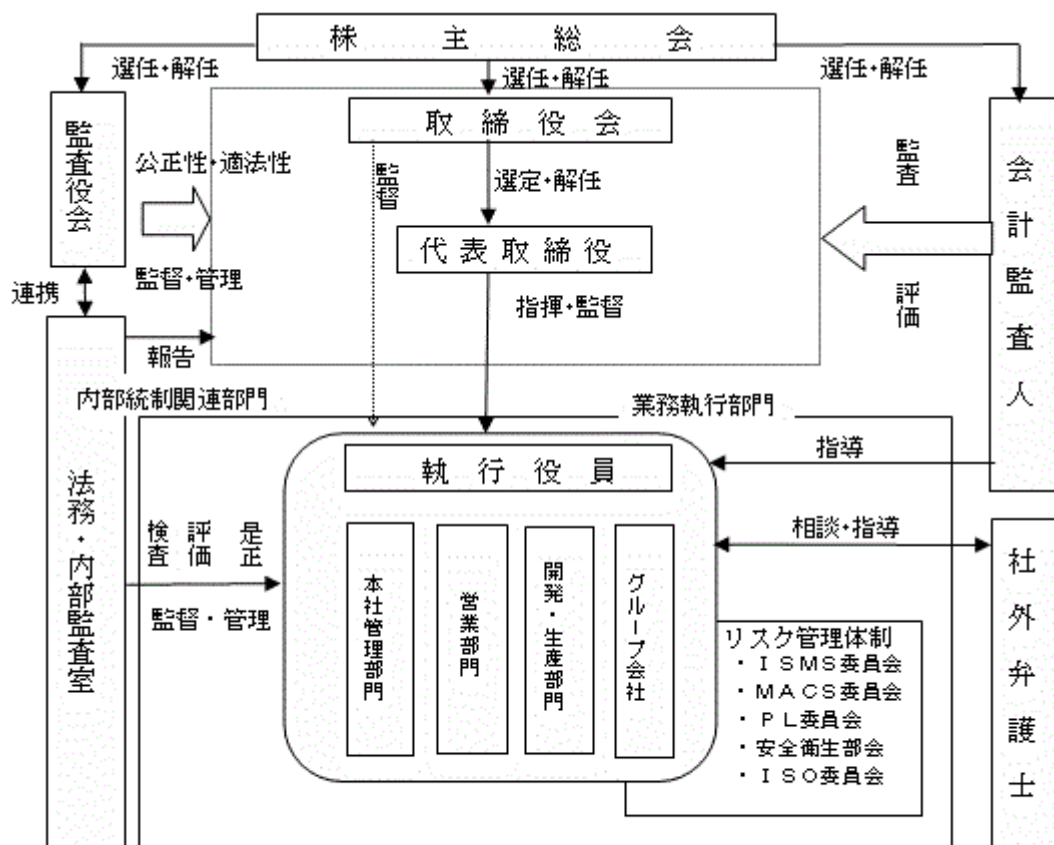 株主総会
選任・解任
選任・解任
選任・解任
監査役会
取締役会
会計監査人
公正性・適法性
監督
選定・解任
監査
代表取締役
監督・管理
連携
指揮・監督
評価
報告
内部統制関連部門
業務執行部門
法務・内部監査室
執行役員
指導
検査 評価 是正
相談・指導
社外弁護士
監督・管理
本社管理部門
営業部門
開発・生産部門
グループ会社
リスク管理体制
・ISMS委員会
・MACS委員会
・PL委員会
・安全衛生部会
・ISO委員会